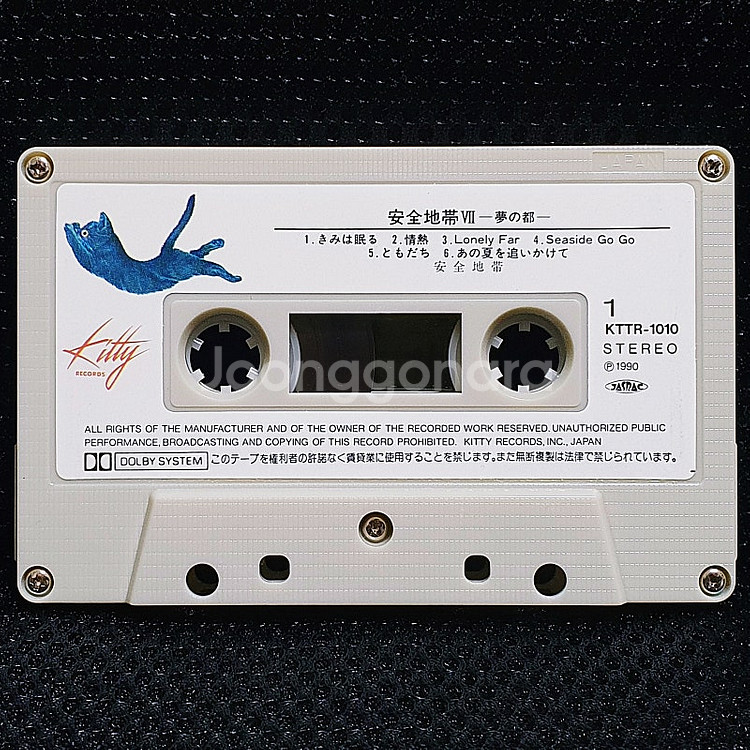 JAPAN
安全地帯Ⅶ―夢の都―
1.きみは眠る 2.情熱 3.Lonely Far 4.Seaside Go Go
5.ともだち 6.あの夏を追いかけて
安全地帯
Kitty
RECORDS
1
KTTR-1010
STEREO
Ⓟ1990
JASRAC
Joonggonara
ALL RIGHTS OF THE MANUFACTURER AND OF THE OWNER OF THE RECORDED WORK RESERVED. UNAUTHORIZED PUBLIC
PERFORMANCE, BROADCASTING AND COPYING OF THIS RECORD PROHIBITED. KITTY RECORDS, INC., JAPAN
DOLBY SYSTEM このテープを権利者の許諾なく賃貸業に使用することを禁じます。また無断複製は法律で禁じられています。